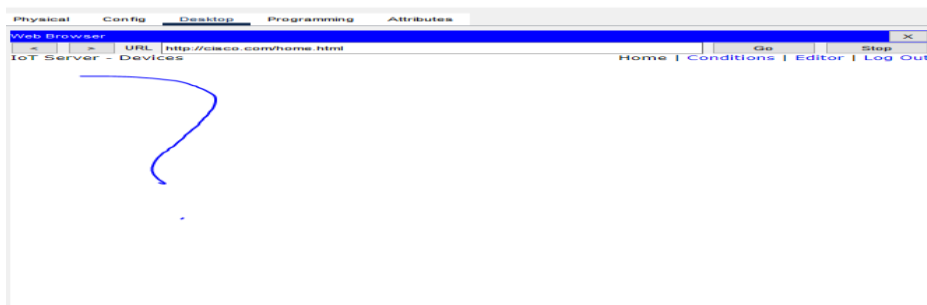 Physical Config Desktop Programming Attributes
Web Browser X
< > URL http://cisco.com/home.html Go Stop
IoT Server - Devices Home | Conditions | Editor | Log Out
?